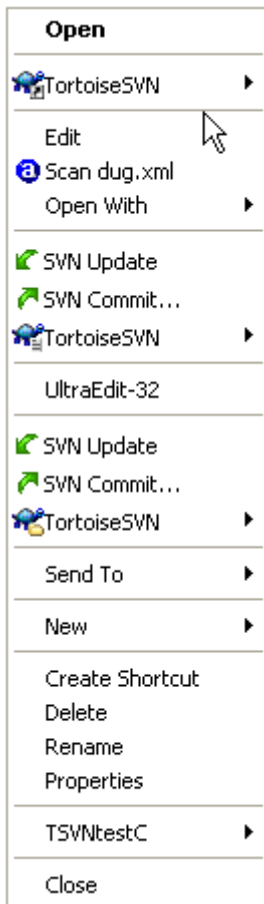 Open
TortoiseSVN
Edit
Scan dug.xml
Open With
SVN Update
SVN Commit...
TortoiseSVN
UltraEdit-32
SVN Update
SVN Commit...
TortoiseSVN
Send To
New
Create Shortcut
Delete
Rename
Properties
TSVNtestC
Close